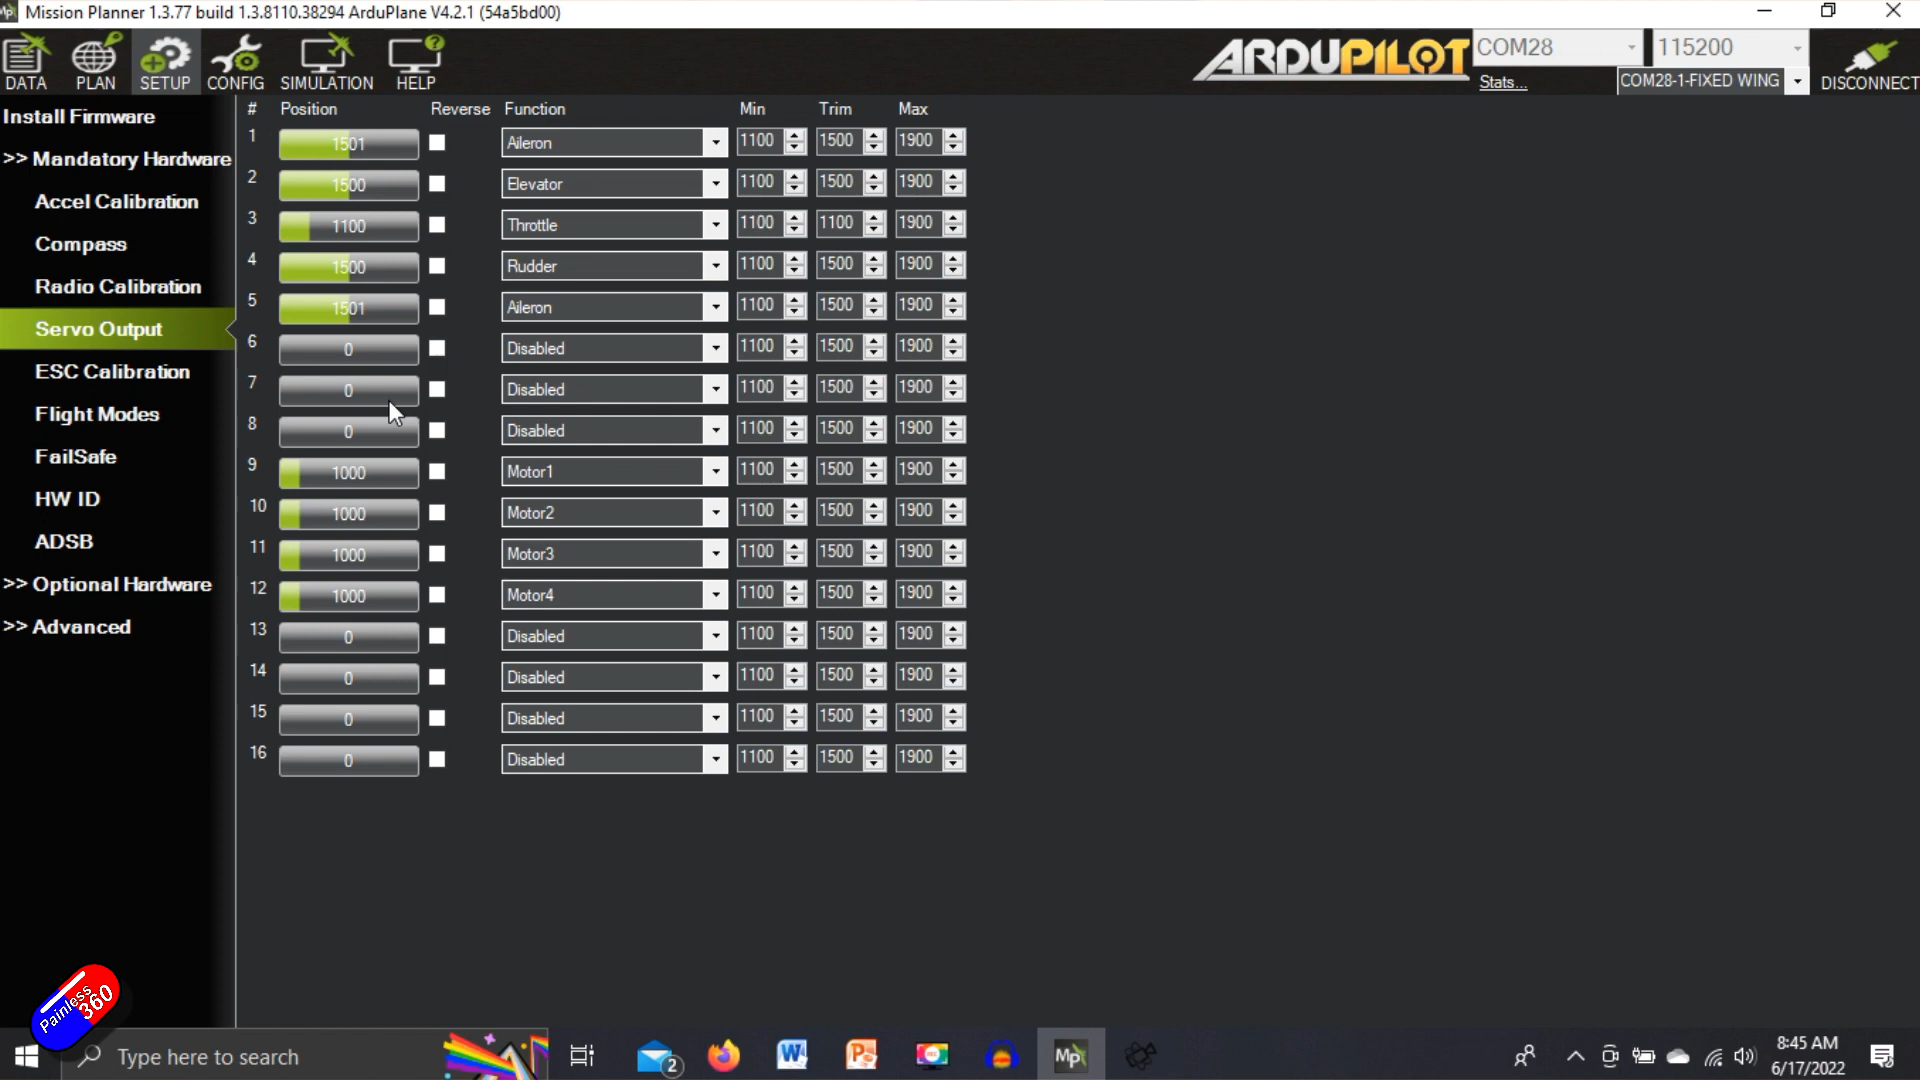 Mission Planner 1.3.77 build 1.3.8110.38294 ArduPlane V4.2.1 (54a5bd00)
DATA PLAN SETUP CONFIG SIMULATION HELP
ARDUPILOT
COM28 115200
Stats... COM28-1-FIXED WING DISCONNECT
Install Firmware
>> Mandatory Hardware
Accel Calibration
Compass
Radio Calibration
Servo Output
ESC Calibration
Flight Modes
FailSafe
HW ID
ADSB
>> Optional Hardware
>> Advanced
# Position Reverse Function Min Trim Max
1 1501 Aileron 1100 1500 1900
2 1500 Elevator 1100 1500 1900
3 1100 Throttle 1100 1100 1900
4 1500 Rudder 1100 1500 1900
5 1501 Aileron 1100 1500 1900
6 0 Disabled 1100 1500 1900
7 0 Disabled 1100 1500 1900
8 0 Disabled 1100 1500 1900
9 1000 Motor1 1100 1500 1900
10 1000 Motor2 1100 1500 1900
11 1000 Motor3 1100 1500 1900
12 1000 Motor4 1100 1500 1900
13 0 Disabled 1100 1500 1900
14 0 Disabled 1100 1500 1900
15 0 Disabled 1100 1500 1900
16 0 Disabled 1100 1500 1900
Painless
360
Type here to search
2
Mp
8:45 AM
6/17/2022